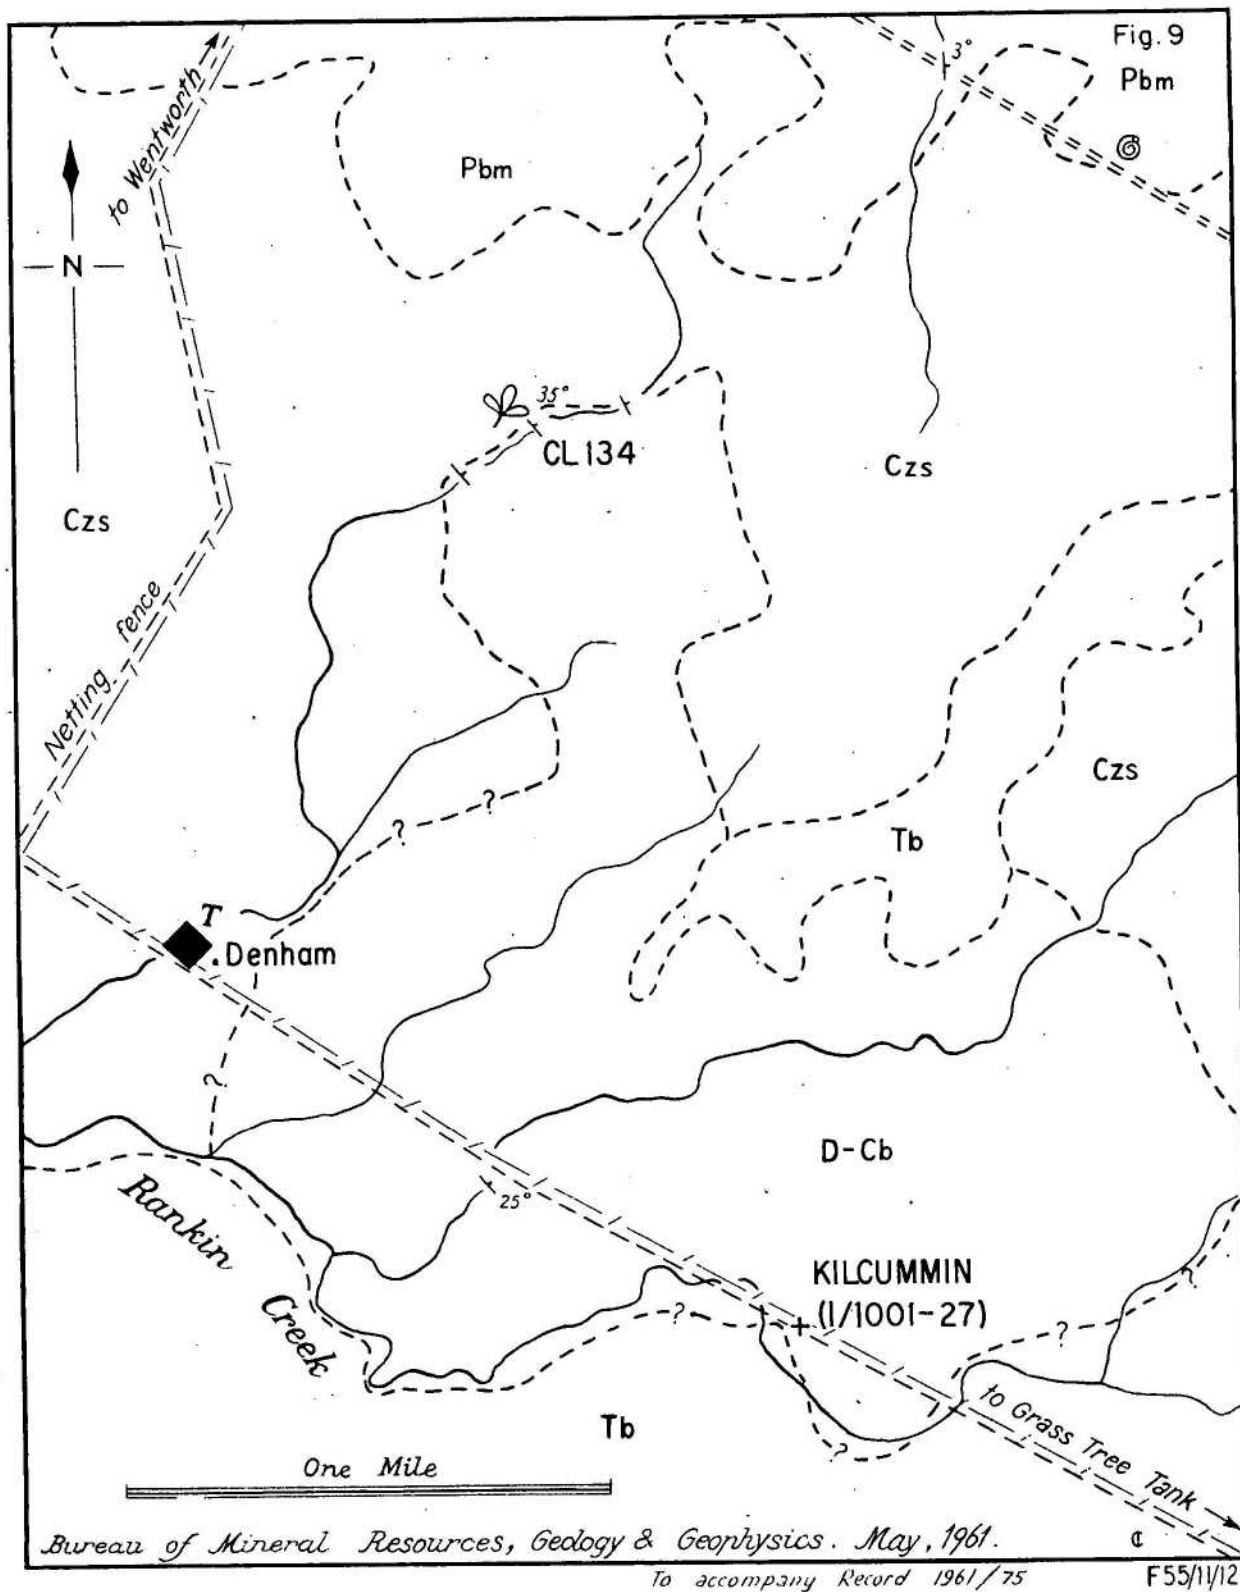 Fig. 9
3°
Pbm
to Wentworth
Pbm
N
35°
CL134
Czs
Czs
Netting fence
Czs
?
?
Tb
T
Denham
?
D-Cb
25°
Rankin
Creek
KILCUMMIN
(1/1001-27)
?
?
?
?
to Grass Tree Tank
Tb
One Mile
Bureau of Mineral Resources, Geology & Geophysics. May, 1961.
To accompany Record 1961/75
F55/11/12